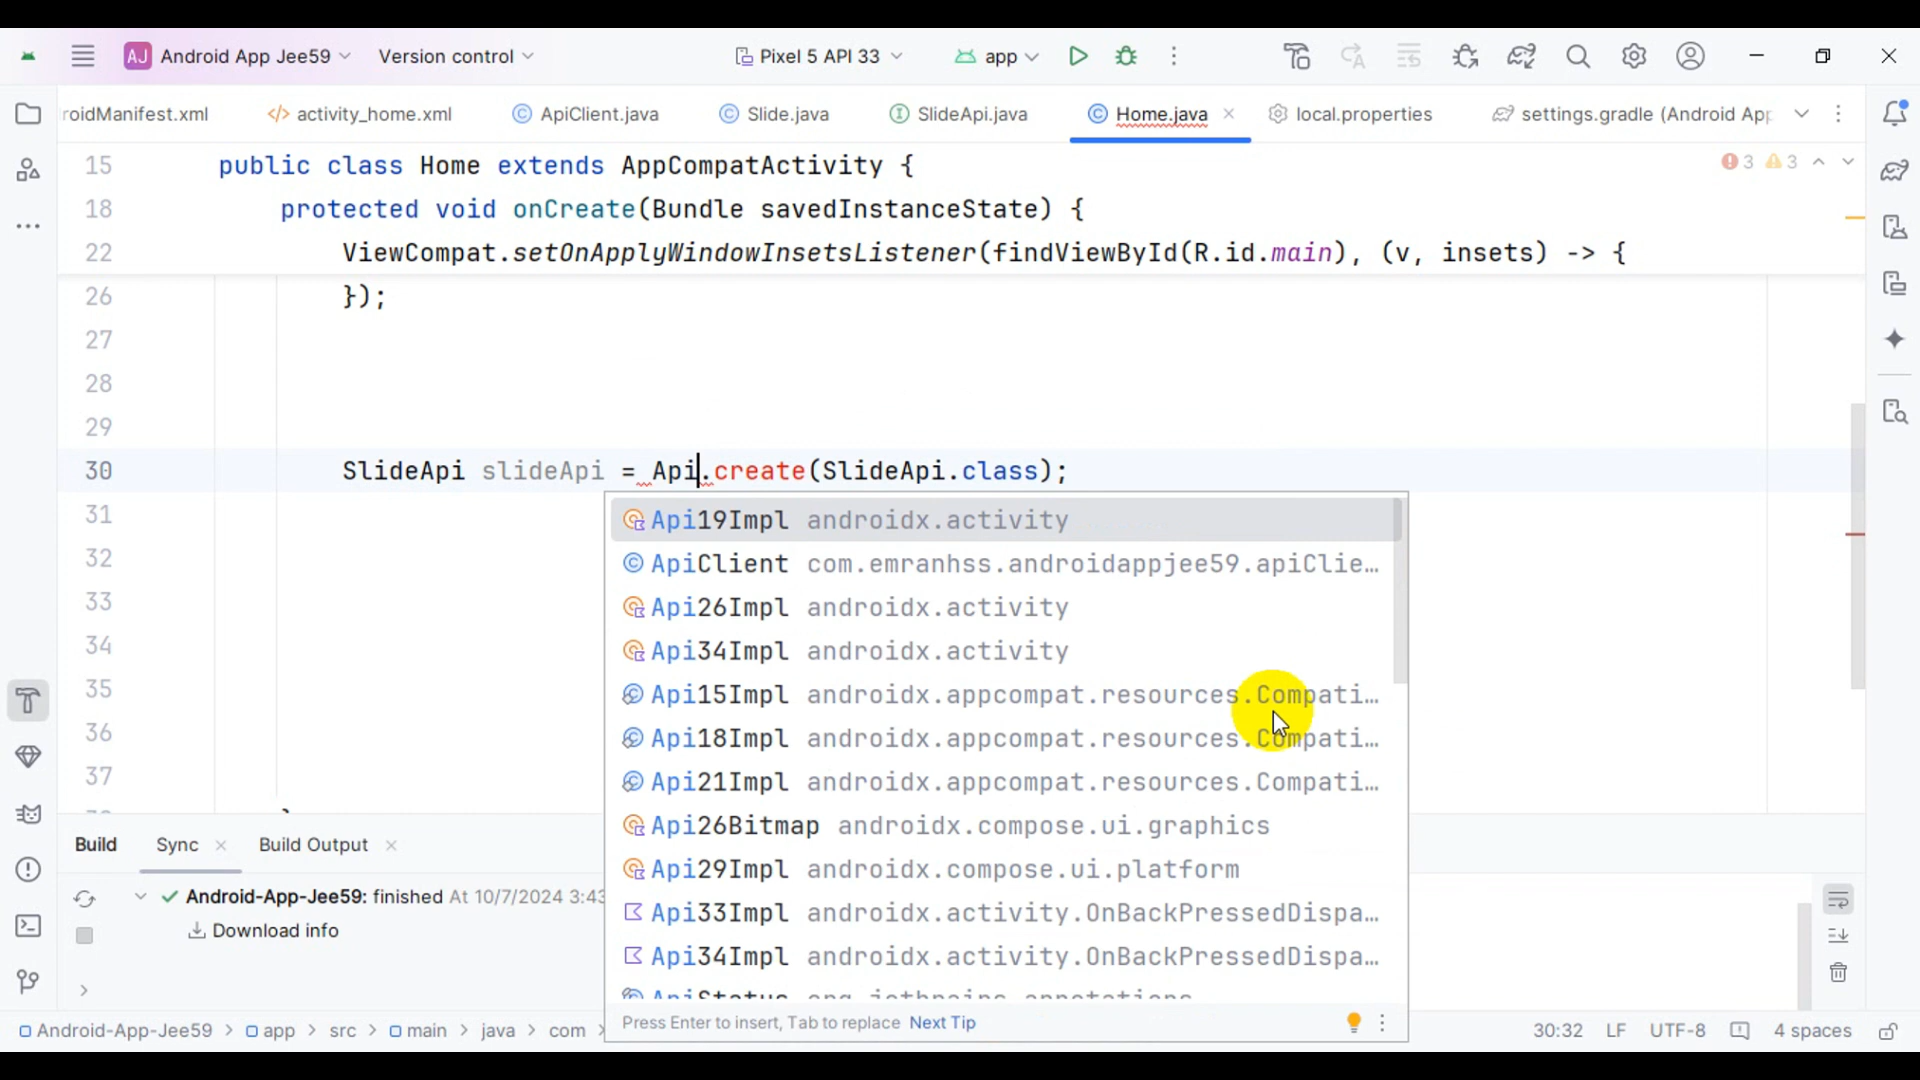 AJ Android App Jee59 Version control Pixel 5 API 33 app
roidManifest.xml activity_home.xml ApiClient.java Slide.java SlideApi.java Home.java local.properties settings.gradle (Android App
15 public class Home extends AppCompatActivity { 3 3
18 protected void onCreate(Bundle savedInstanceState) {
22 ViewCompat.setOnApplyWindowInsetsListener(findViewById(R.id.main), (v, insets) -> {
26 });
27
28
29
30 SlideApi slideApi = Api.create(SlideApi.class);
31
32
33
34
35
36
37
Api19Impl androidx.activity
ApiClient com.emranhss.androidappjee59.apiClie…
Api26Impl androidx.activity
Api34Impl androidx.activity
Api15Impl androidx.appcompat.resources.Compati…
Api18Impl androidx.appcompat.resources.Compati…
Api21Impl androidx.appcompat.resources.Compati…
Api26Bitmap androidx.compose.ui.graphics
Api29Impl androidx.compose.ui.platform
Api33Impl androidx.activity.OnBackPressedDispa…
Api34Impl androidx.activity.OnBackPressedDispa…
ApiStatus org.jetbrains.annotations
Press Enter to insert, Tab to replace Next Tip
Build Sync Build Output
Android-App-Jee59: finished At 10/7/2024 3:43
Download info
Android-App-Jee59 > app > src > main > java > com > 30:32 LF UTF-8 4 spaces